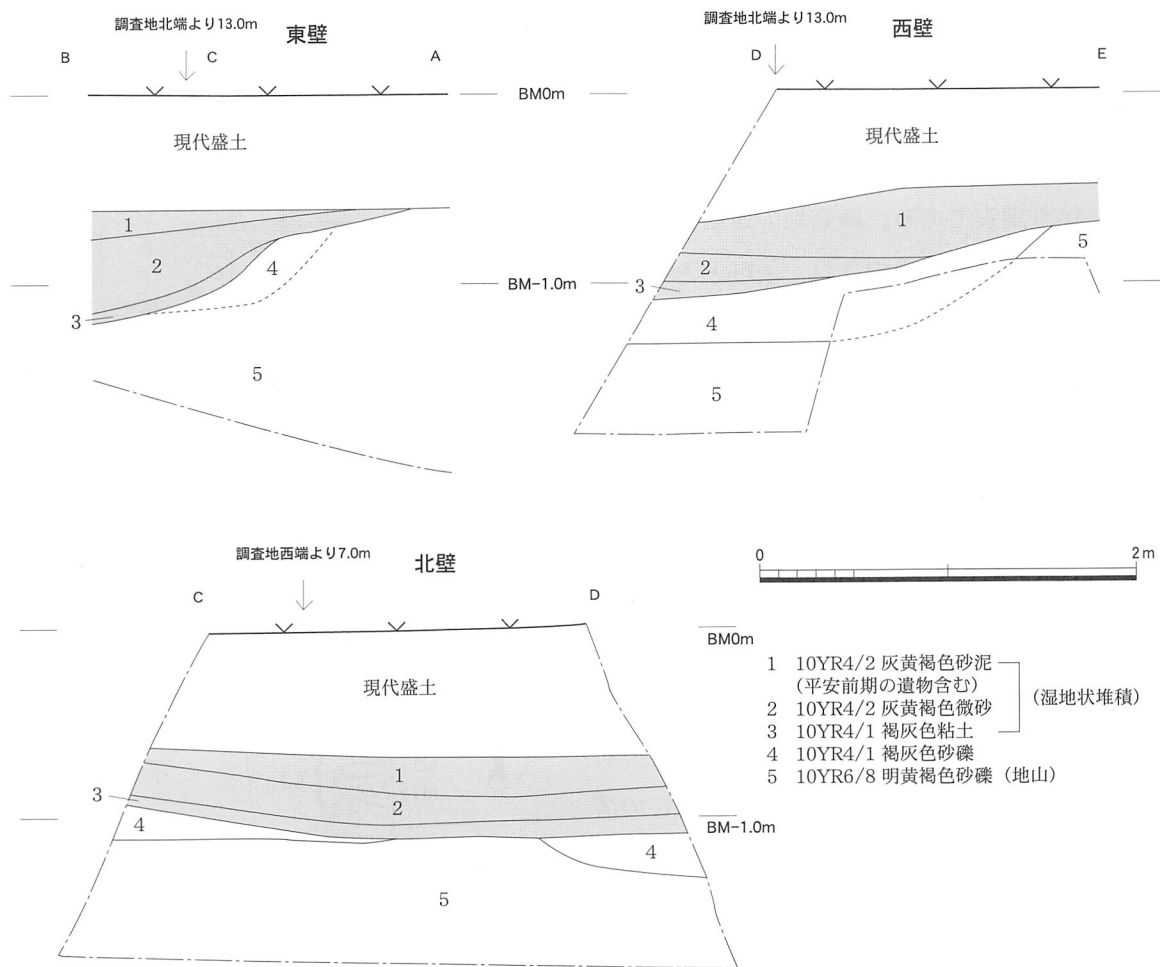 調査地北端より13.0m
東壁
B
C
A
現代盛土
1
2
3
4
5
BM0m
BM-1.0m
調査地北端より13.0m
西壁
D
E
現代盛土
1
2
3
4
5
5
調査地西端より7.0m
北壁
C
D
現代盛土
1
2
3
4
4
5
BM0m
BM-1.0m
0 2m
1 10YR4/2 灰黄褐色砂泥
(平安前期の遺物含む)
2 10YR4/2 灰黄褐色微砂
3 10YR4/1 褐灰色粘土
(湿地状堆積)
4 10YR4/1 褐灰色砂礫
5 10YR6/8 明黄褐色砂礫(地山)